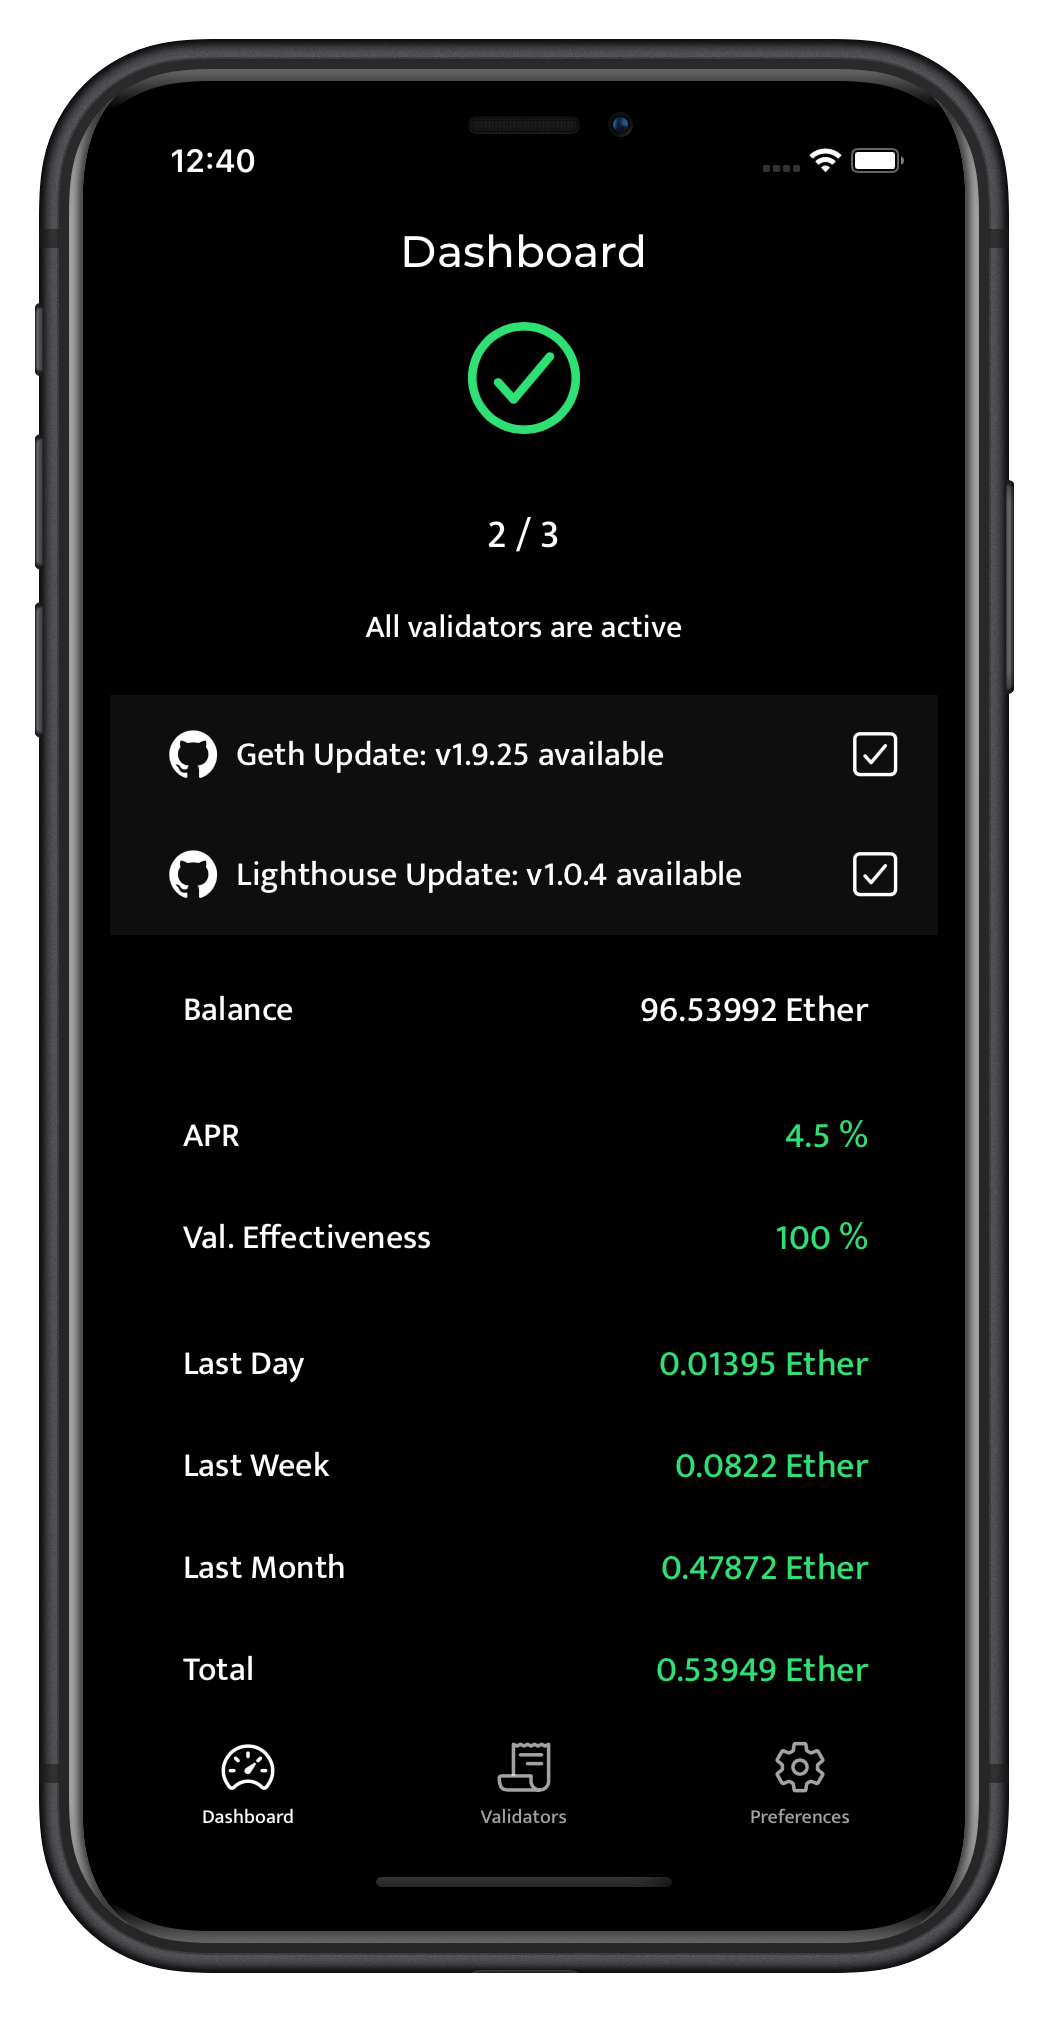 12:40
Dashboard
2 / 3
All validators are active
Geth Update: v1.9.25 available
Lighthouse Update: v1.0.4 available
Balance 96.53992 Ether
APR 4.5 %
Val. Effectiveness 100 %
Last Day 0.01395 Ether
Last Week 0.0822 Ether
Last Month 0.47872 Ether
Total 0.53949 Ether
Dashboard Validators Preferences